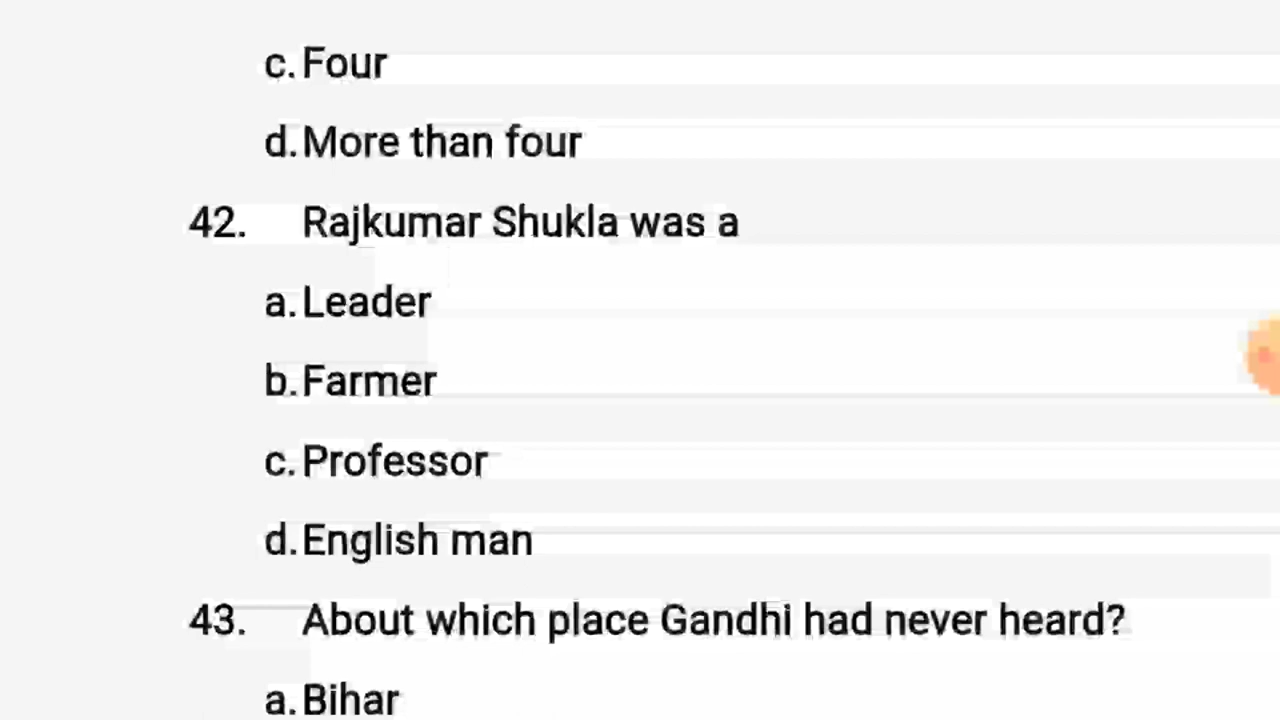 c. Four
d. More than four
42. Rajkumar Shukla was a
a. Leader
b. Farmer
c. Professor
d. English man
43. About which place Gandhi had never heard?
a. Bihar